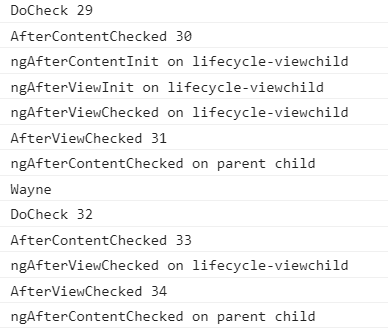 DoCheck 29
AfterContentChecked 30
ngAfterContentInit on lifecycle-viewchild
ngAfterViewInit on lifecycle-viewchild
ngAfterViewChecked on lifecycle-viewchild
AfterViewChecked 31
ngAfterContentChecked on parent child
Wayne
DoCheck 32
AfterContentChecked 33
ngAfterViewChecked on lifecycle-viewchild
AfterViewChecked 34
ngAfterContentChecked on parent child